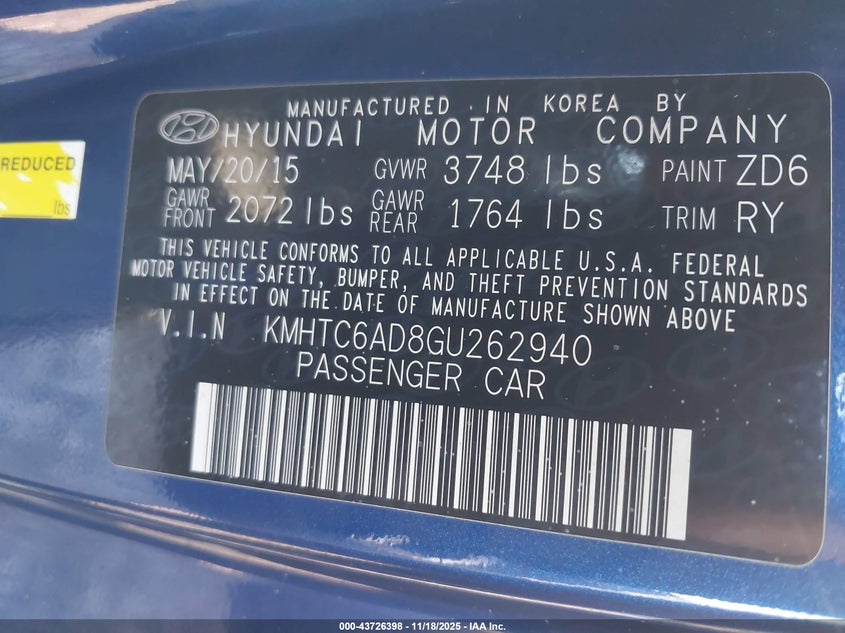 MANUFACTURED IN KOREA BY
HYUNDAI MOTOR COMPANY
MAY/20/15 GVWR 3748 lbs PAINT ZD6
GAWR FRONT 2072 lbs GAWR REAR 1764 lbs TRIM RY
THIS VEHICLE CONFORMS TO ALL APPLICABLE U.S.A. FEDERAL
MOTOR VEHICLE SAFETY, BUMPER, AND THEFT PREVENTION STANDARDS
IN EFFECT ON THE DATE OF MANUFACTURE SHOWN ABOVE
V.I.N KMHTC6AD8GU262940
PASSENGER CAR
REDUCED
lbs
000-43726398 - 11/18/2025 - IAA Inc.